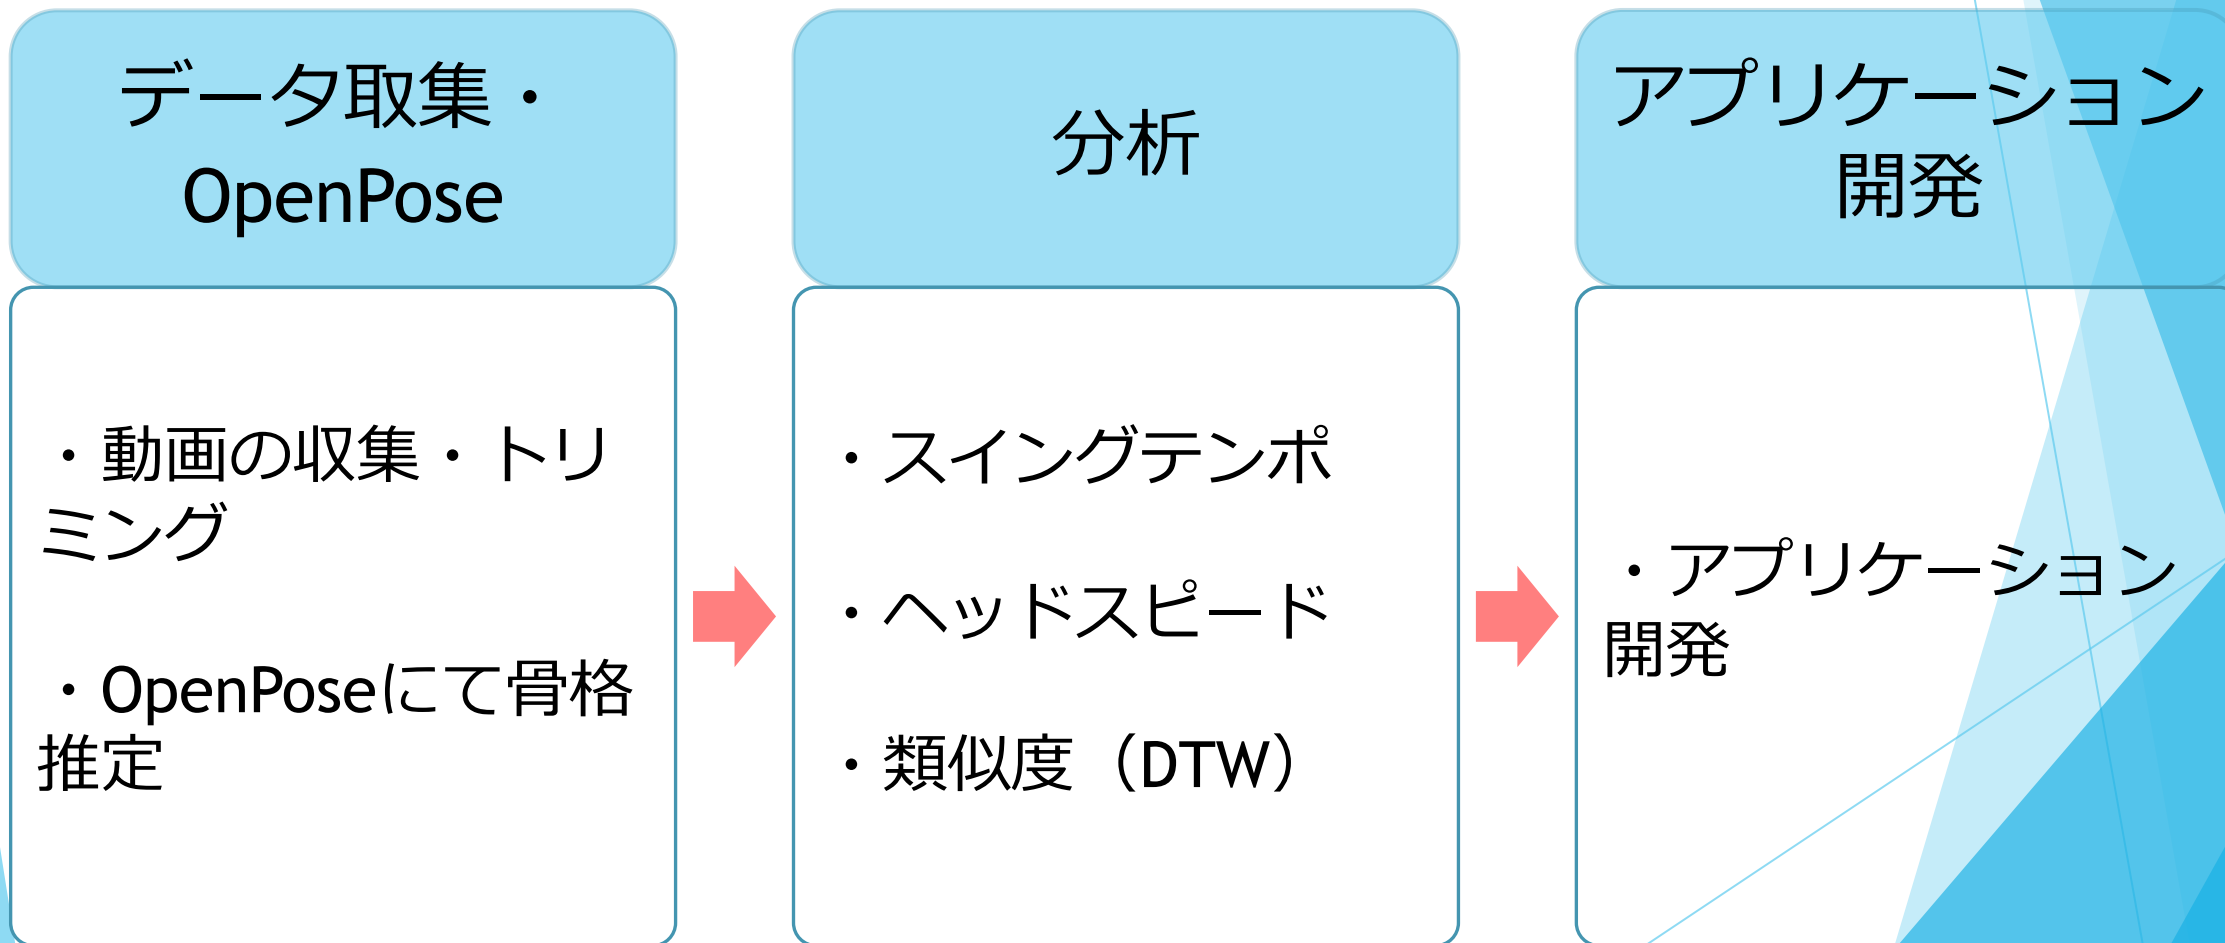 データ取集・
OpenPose
・動画の収集・トリ
ミング
・OpenPoseにて骨格
推定
分析
・スイングテンポ
・ヘッドスピード
・類似度（DTW）
アプリケーション
開発
・アプリケーション
開発